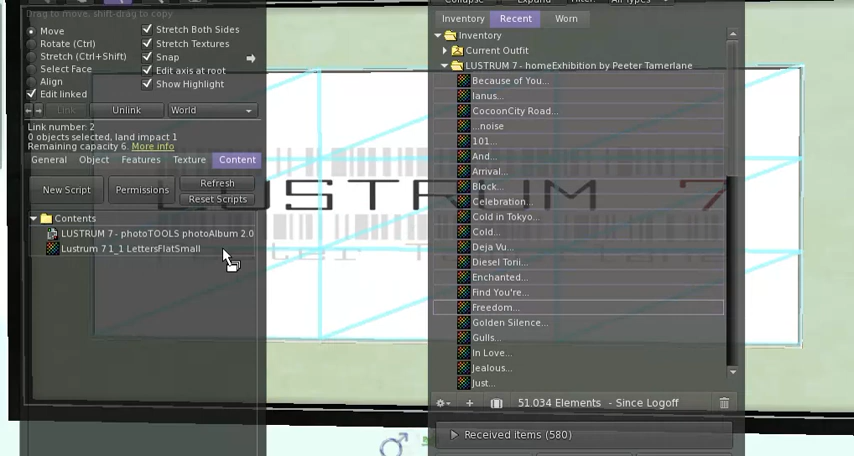 Drag to move, shift-drag to copy
Move
Rotate (Ctrl)
Stretch (Ctrl+Shift)
Select Face
Align
Edit linked
Stretch Both Sides
Stretch Textures
Snap
Edit axis at root
Show Highlight
Link
Unlink
World
Link number: 2
0 objects selected, land impact 1
Remaining capacity 6. More info
General
Object
Features
Texture
Content
New Script
Permissions
Refresh
Reset Scripts
Contents
LUSTRUM 7 - photoTOOLS photoAlbum 2.0
Lustrum 7 1_1 LettersFlatSmall
LUSTRUM 7
Inventory
Recent
Worn
Inventory
Current Outfit
LUSTRUM 7 - homeExhibition by Peeter Tamerlane
Because of You...
Ianus...
CocoonCity Road...
...noise
101...
And...
Arrival...
Block...
Celebration...
Cold in Tokyo...
Cold...
Deja Vu...
Diesel Torii...
Enchanted...
Find You're...
Freedom...
Golden Silence...
Gulls...
In Love...
Jealous...
Just...
51.034 Elements - Since Logoff
Received items (580)